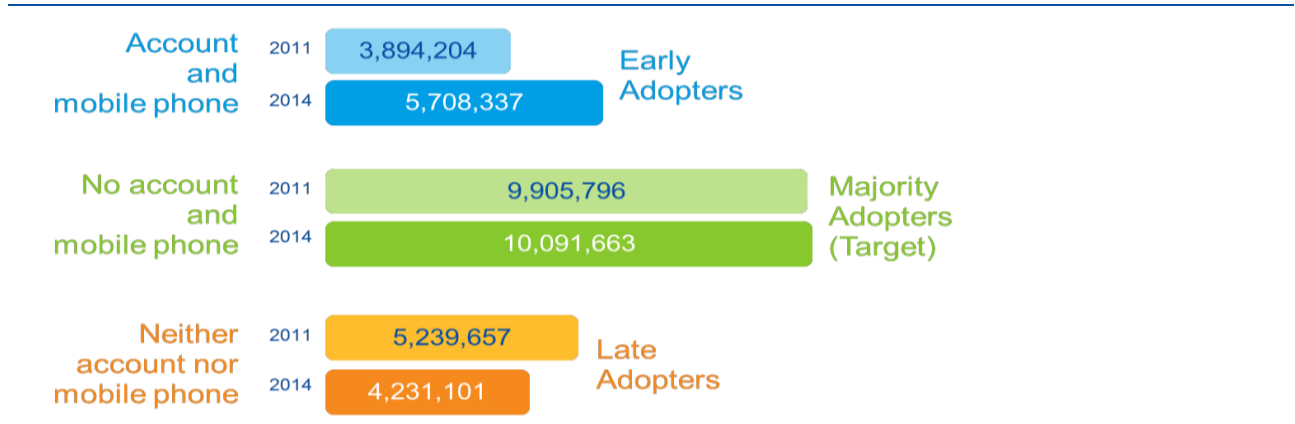 Account
and
mobile phone
2011
3,894,204
2014
5,708,337
Early
Adopters
No account
and
mobile phone
2011
9,905,796
2014
10,091,663
Majority
Adopters
(Target)
Neither
account nor
mobile phone
2011
5,239,657
2014
4,231,101
Late
Adopters